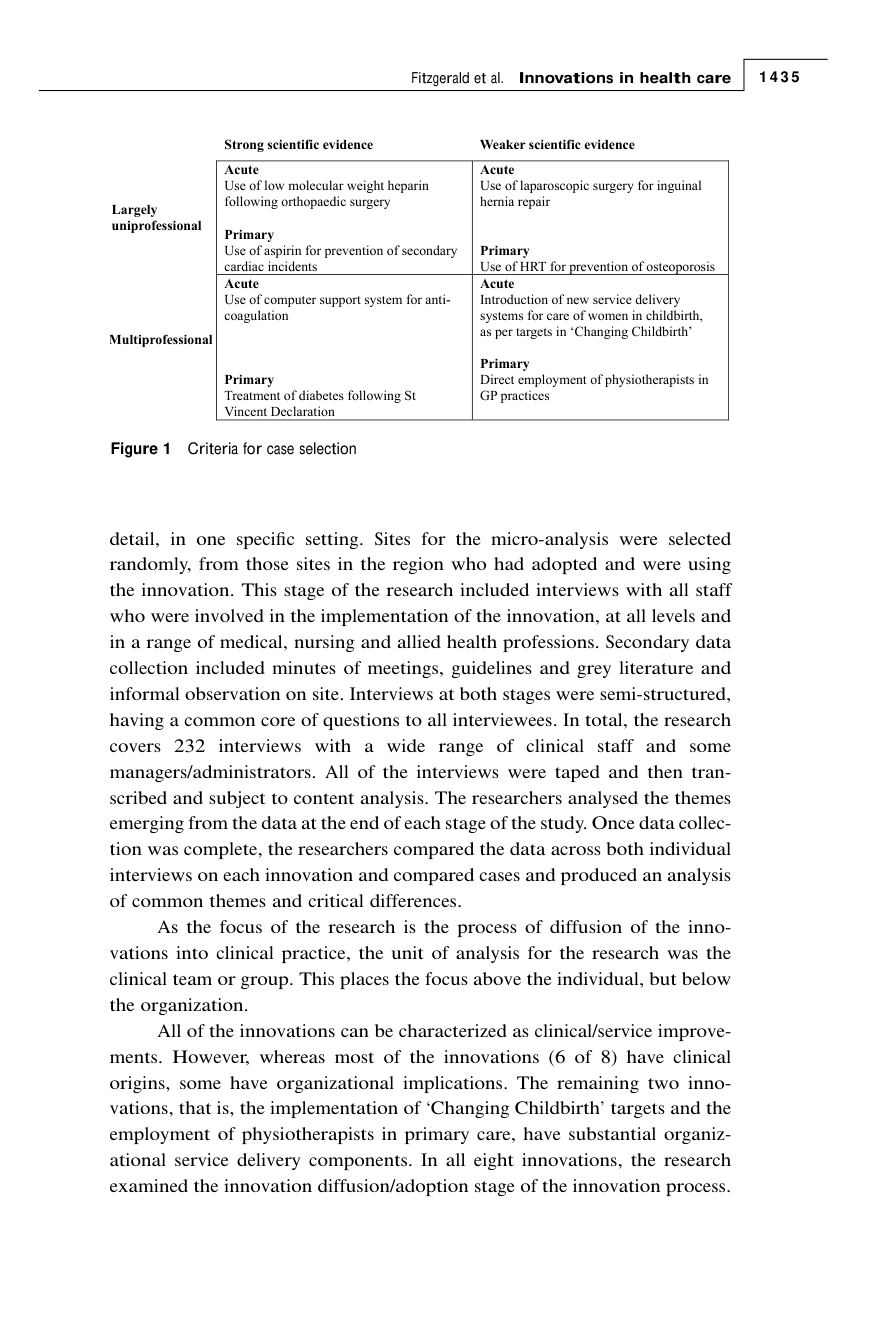 Fitzgerald et al. Innovations in health care 1435
Strong scientific evidence
Weaker scientific evidence
Largely
uniprofessional
Acute
Use of low molecular weight heparin
following orthopaedic surgery
Primary
Use of aspirin for prevention of secondary
cardiac incidents
Acute
Use of laparoscopic surgery for inguinal
hernia repair
Primary
Use of HRT for prevention of osteoporosis
Multiprofessional
Acute
Use of computer support system for anti-
coagulation
Primary
Treatment of diabetes following St
Vincent Declaration
Acute
Introduction of new service delivery
systems for care of women in childbirth,
as per targets in ‘Changing Childbirth’
Primary
Direct employment of physiotherapists in
GP practices
Figure 1 Criteria for case selection
detail, in one specific setting. Sites for the micro-analysis were selected
randomly, from those sites in the region who had adopted and were using
the innovation. This stage of the research included interviews with all staff
who were involved in the implementation of the innovation, at all levels and
in a range of medical, nursing and allied health professions. Secondary data
collection included minutes of meetings, guidelines and grey literature and
informal observation on site. Interviews at both stages were semi-structured,
having a common core of questions to all interviewees. In total, the research
covers 232 interviews with a wide range of clinical staff and some
managers/administrators. All of the interviews were taped and then tran-
scribed and subject to content analysis. The researchers analysed the themes
emerging from the data at the end of each stage of the study. Once data collec-
tion was complete, the researchers compared the data across both individual
interviews on each innovation and compared cases and produced an analysis
of common themes and critical differences.
As the focus of the research is the process of diffusion of the inno-
vations into clinical practice, the unit of analysis for the research was the
clinical team or group. This places the focus above the individual, but below
the organization.
All of the innovations can be characterized as clinical/service improve-
ments. However, whereas most of the innovations (6 of 8) have clinical
origins, some have organizational implications. The remaining two inno-
vations, that is, the implementation of ‘Changing Childbirth’ targets and the
employment of physiotherapists in primary care, have substantial organiz-
ational service delivery components. In all eight innovations, the research
examined the innovation diffusion/adoption stage of the innovation process.